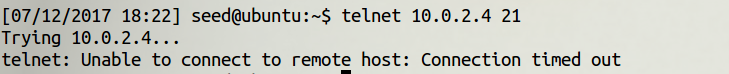 [07/12/2017 18:22] seed@ubuntu:~$ telnet 10.0.2.4 21
Trying 10.0.2.4...
telnet: Unable to connect to remote host: Connection timed out